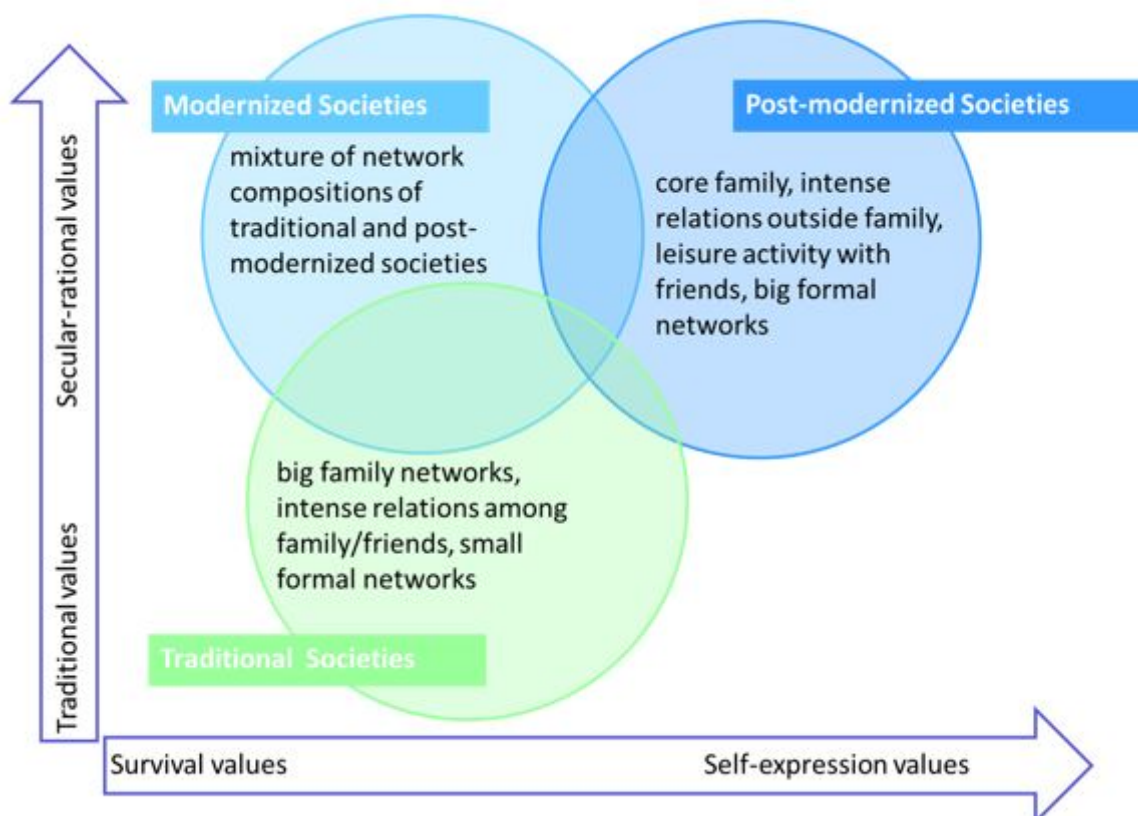 Modernized Societies
mixture of network
compositions of
traditional and post-
modernized societies
Post-modernized Societies
core family, intense
relations outside family,
leisure activity with
friends, big formal
networks
big family networks,
intense relations among
family/friends, small
formal networks
Traditional Societies
Secular-rational values
Traditional values
Survival values
Self-expression values